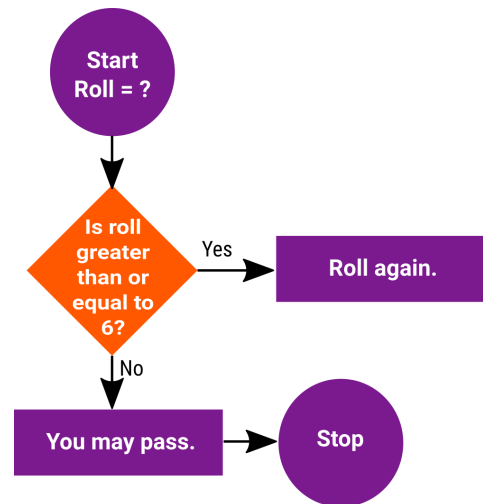 Start
Roll = ?
Is roll
greater
than or
equal to
6?
Yes
Roll again.
No
You may pass.
Stop